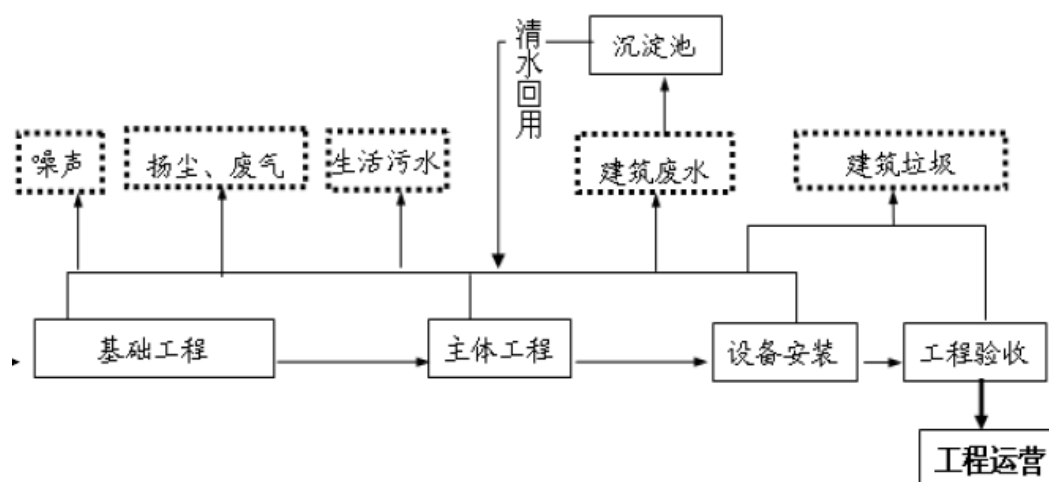 清水回用
沉淀池
噪声
扬尘、废气
生活污水
建筑废水
建筑垃圾
基础工程
主体工程
设备安装
工程验收
工程运营